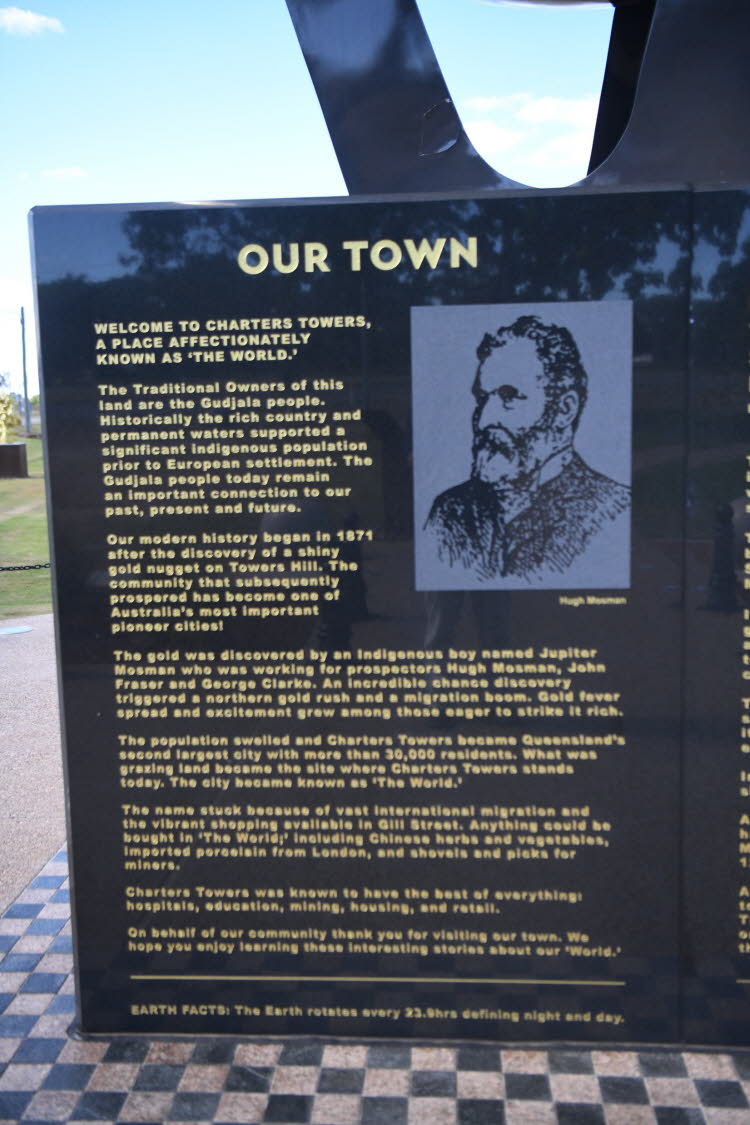 OUR TOWN
WELCOME TO CHARTERS TOWERS,
A PLACE AFFECTIONATELY
KNOWN AS ‘THE WORLD.’
The Traditional Owners of this
land are the Gudjala people.
Historically the rich country and
permanent waters supported a
significant indigenous population
prior to European settlement. The
Gudjala people today remain
an important connection to our
past, present and future.
Our modern history began in 1871
after the discovery of a shiny
gold nugget on Towers Hill. The
community that subsequently
prospered has become one of
Australia’s most important
pioneer cities!
Hugh Mosman
The gold was discovered by an Indigenous boy named Jupiter
Mosman who was working for prospectors Hugh Mosman, John
Fraser and George Clarke. An incredible chance discovery
triggered a northern gold rush and a migration boom. Gold fever
spread and excitement grew among those eager to strike it rich.
The population swelled and Charters Towers became Queensland’s
second largest city with more than 30,000 residents. What was
grazing land became the site where Charters Towers stands
today. The city became known as ‘The World.’
The name stuck because of vast international migration and
the vibrant shopping available in Gill Street. Anything could be
bought in ‘The World;’ including Chinese herbs and vegetables,
imported porcelain from London, and shovels and picks for
miners.
Charters Towers was known to have the best of everything:
hospitals, education, mining, housing, and retail.
On behalf of our community thank you for visiting our town. We
hope you enjoy learning these interesting stories about our ‘World.’
EARTH FACTS: The Earth rotates every 23.9hrs defining night and day.